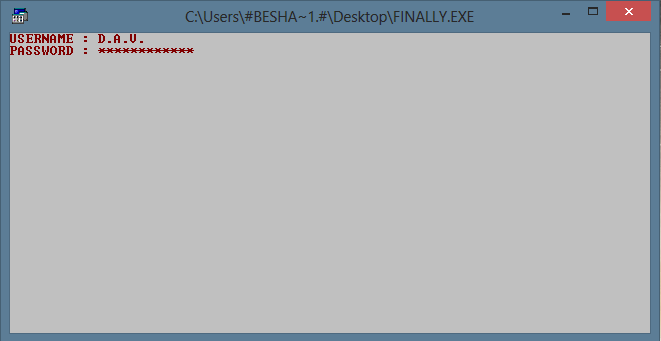 C:\Users\#BESHA~1.#\Desktop\FINALLY.EXE
USERNAME : D.A.V.
PASSWORD : ************